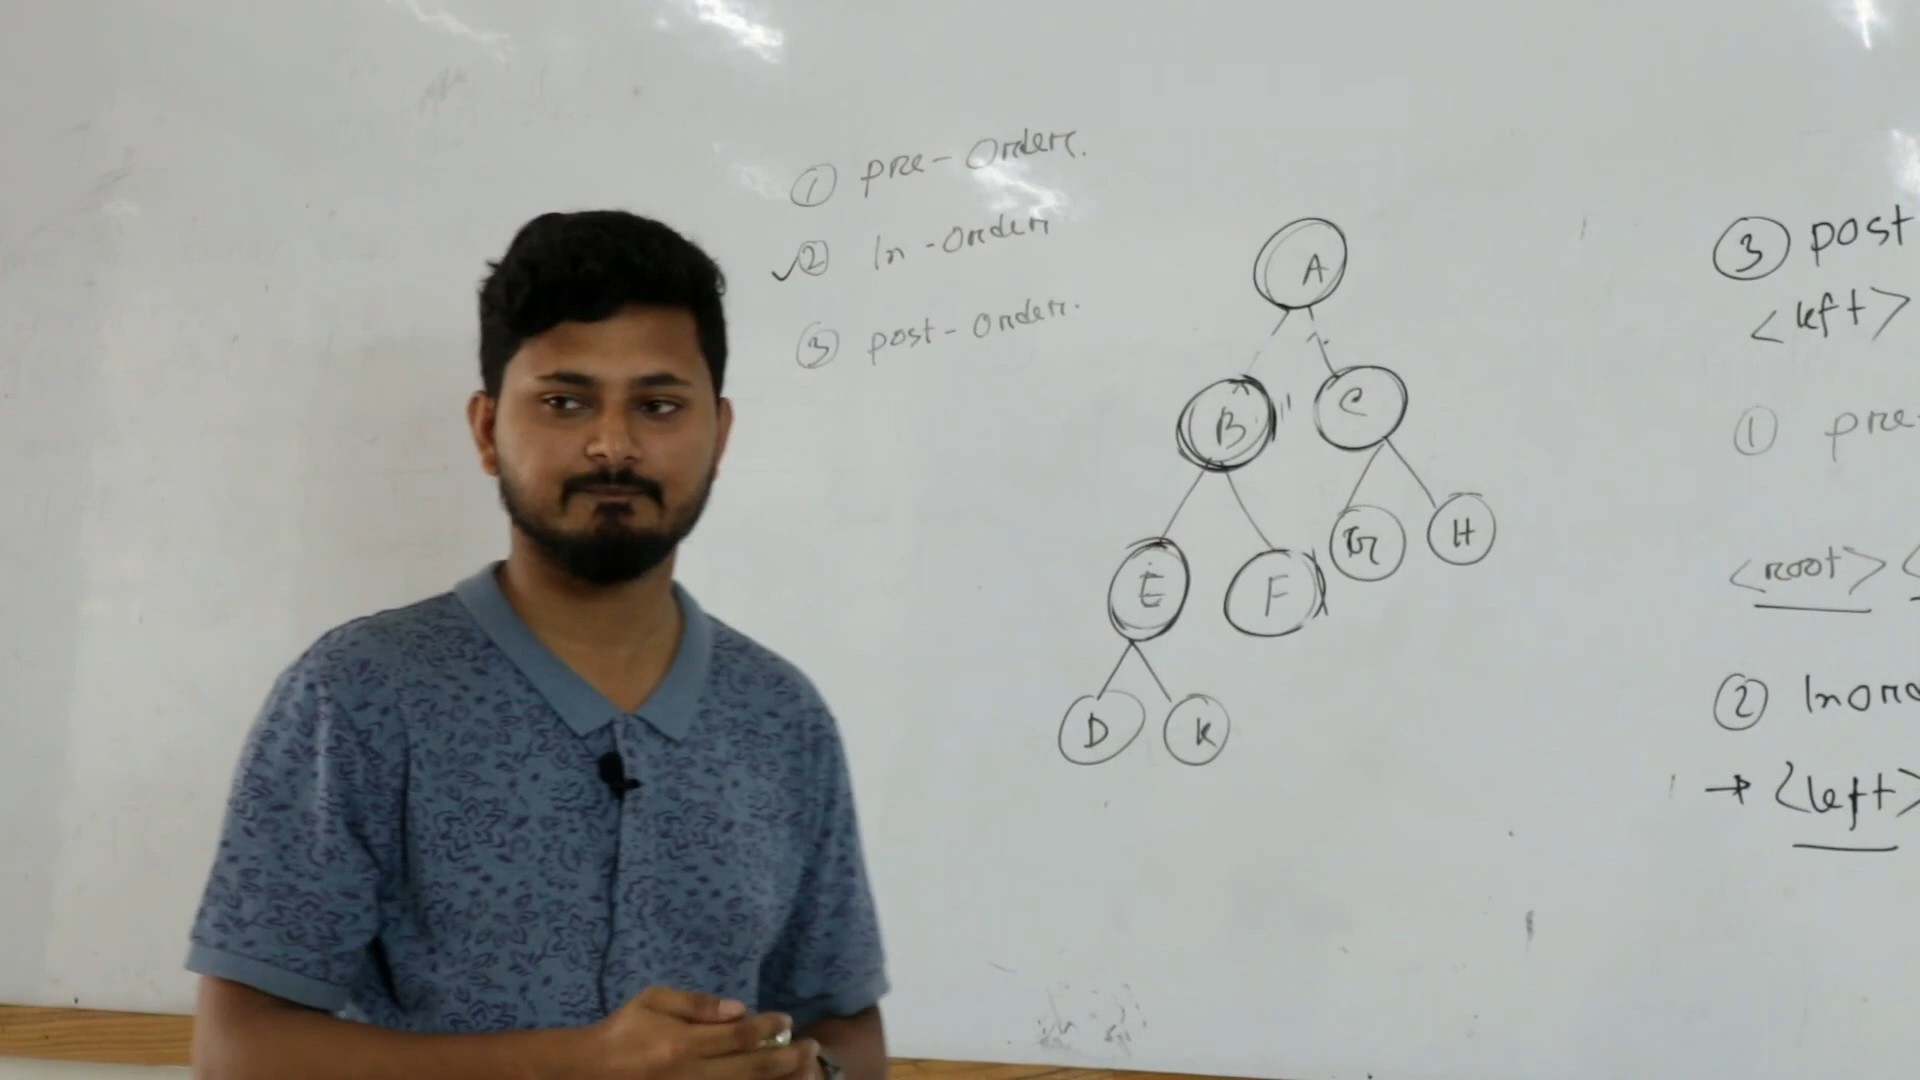 ① Pre-Order.
② In-Order
③ post-Order.
A
B C
E F G H
D K
③ post
<left>
① pre-
<root> <
② Inord
→ <left>